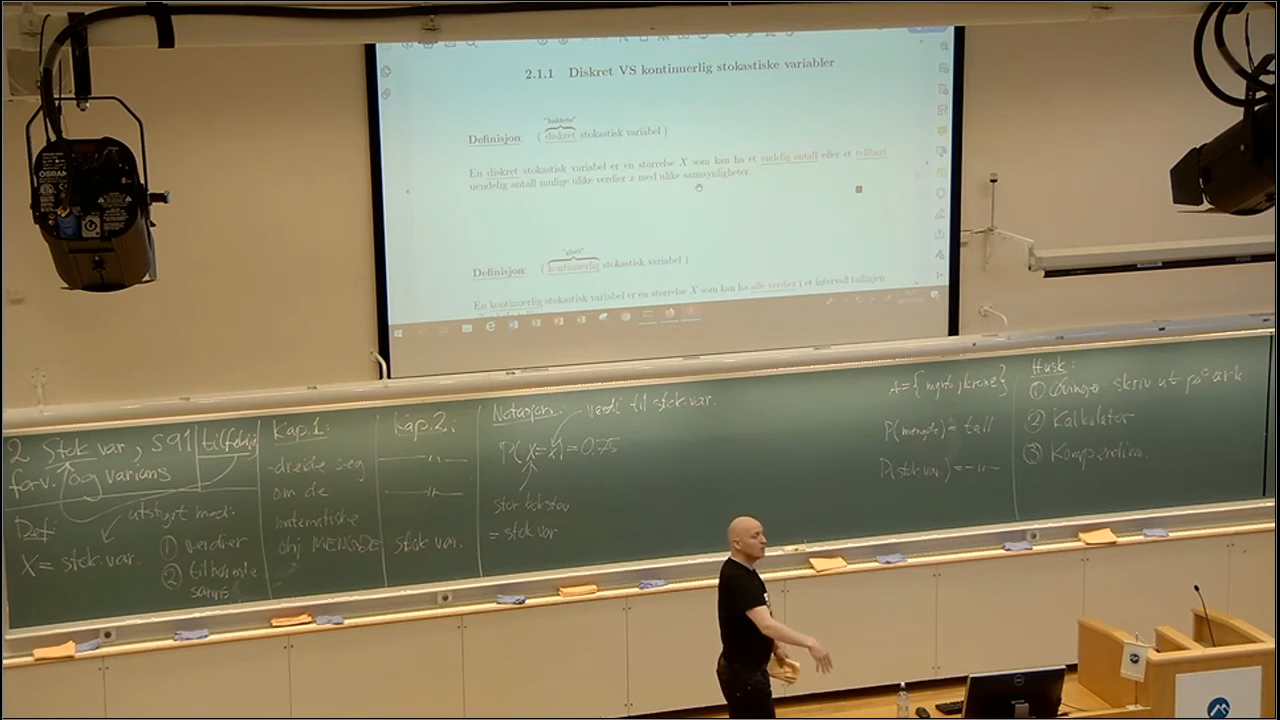 2.1.1 Diskret VS kontinuerlig stokastiske variabler
"hakkete"
Definisjon: ( diskret stokastisk variabel )
En diskret stokastisk variabel er en størrelse X som kan ha et endelig antall eller et tellbart
uendelig antall mulige ulike verdier x med ulike sannsynligheter.
"glatt"
Definisjon: ( kontinuerlig stokastisk variabel )
En kontinuerlig stokastisk variabel er en størrelse X som kan ha alle verdier i et intervall tallinjen
OSRAM
2 Stok var, S91 tilfeldig
forv. og varians
Def: utstyrt med:
X = stok.var.
① verdier
② tilhørende
sanns.
Kap.1:
-dreide seg
om de
matematiske
obj MENGDE
Kap.2:
stok var.
Notasjon: verdi til stok.var.
P(X=x)=0.75
stor bokstav
= stok var
A={mynt, krone}
P(mengde)= tall
P(stok.var)= -"-
Husk:
① Øvinger skriv ut på ark
② Kalkulator
③ Kompendium.
DELL